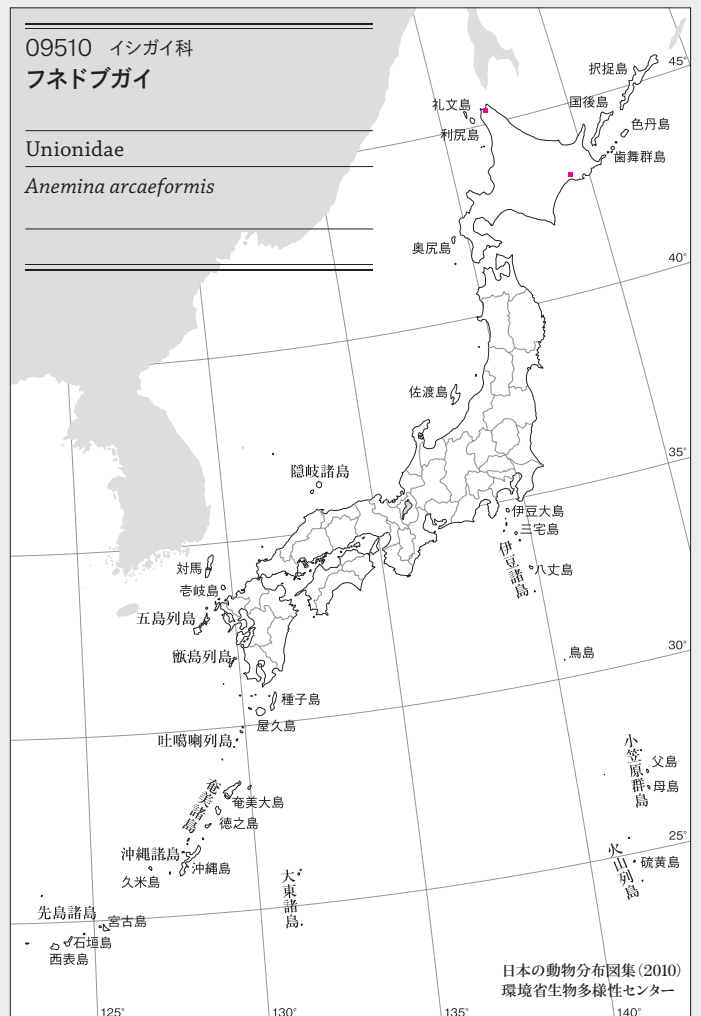 09510 イシガイ科
フネドブガイ
Unionidae
Anemina arcaeformis
択捉島
45°
礼文島
国後島
利尻島
色丹島
歯舞群島
奥尻島
40°
佐渡島
35°
隠岐諸島
伊豆大島
三宅島
伊豆諸島
八丈島
対馬
壱岐島
五島列島
甑島列島
鳥島
30°
種子島
屋久島
吐噶喇列島
小笠原群島
父島
母島
奄美諸島
奄美大島
徳之島
25°
沖縄諸島
沖縄島
久米島
火山列島
硫黄島
大東諸島
先島諸島
宮古島
石垣島
西表島
日本の動物分布図集(2010)
環境省生物多様性センター
125°
130°
135°
140°